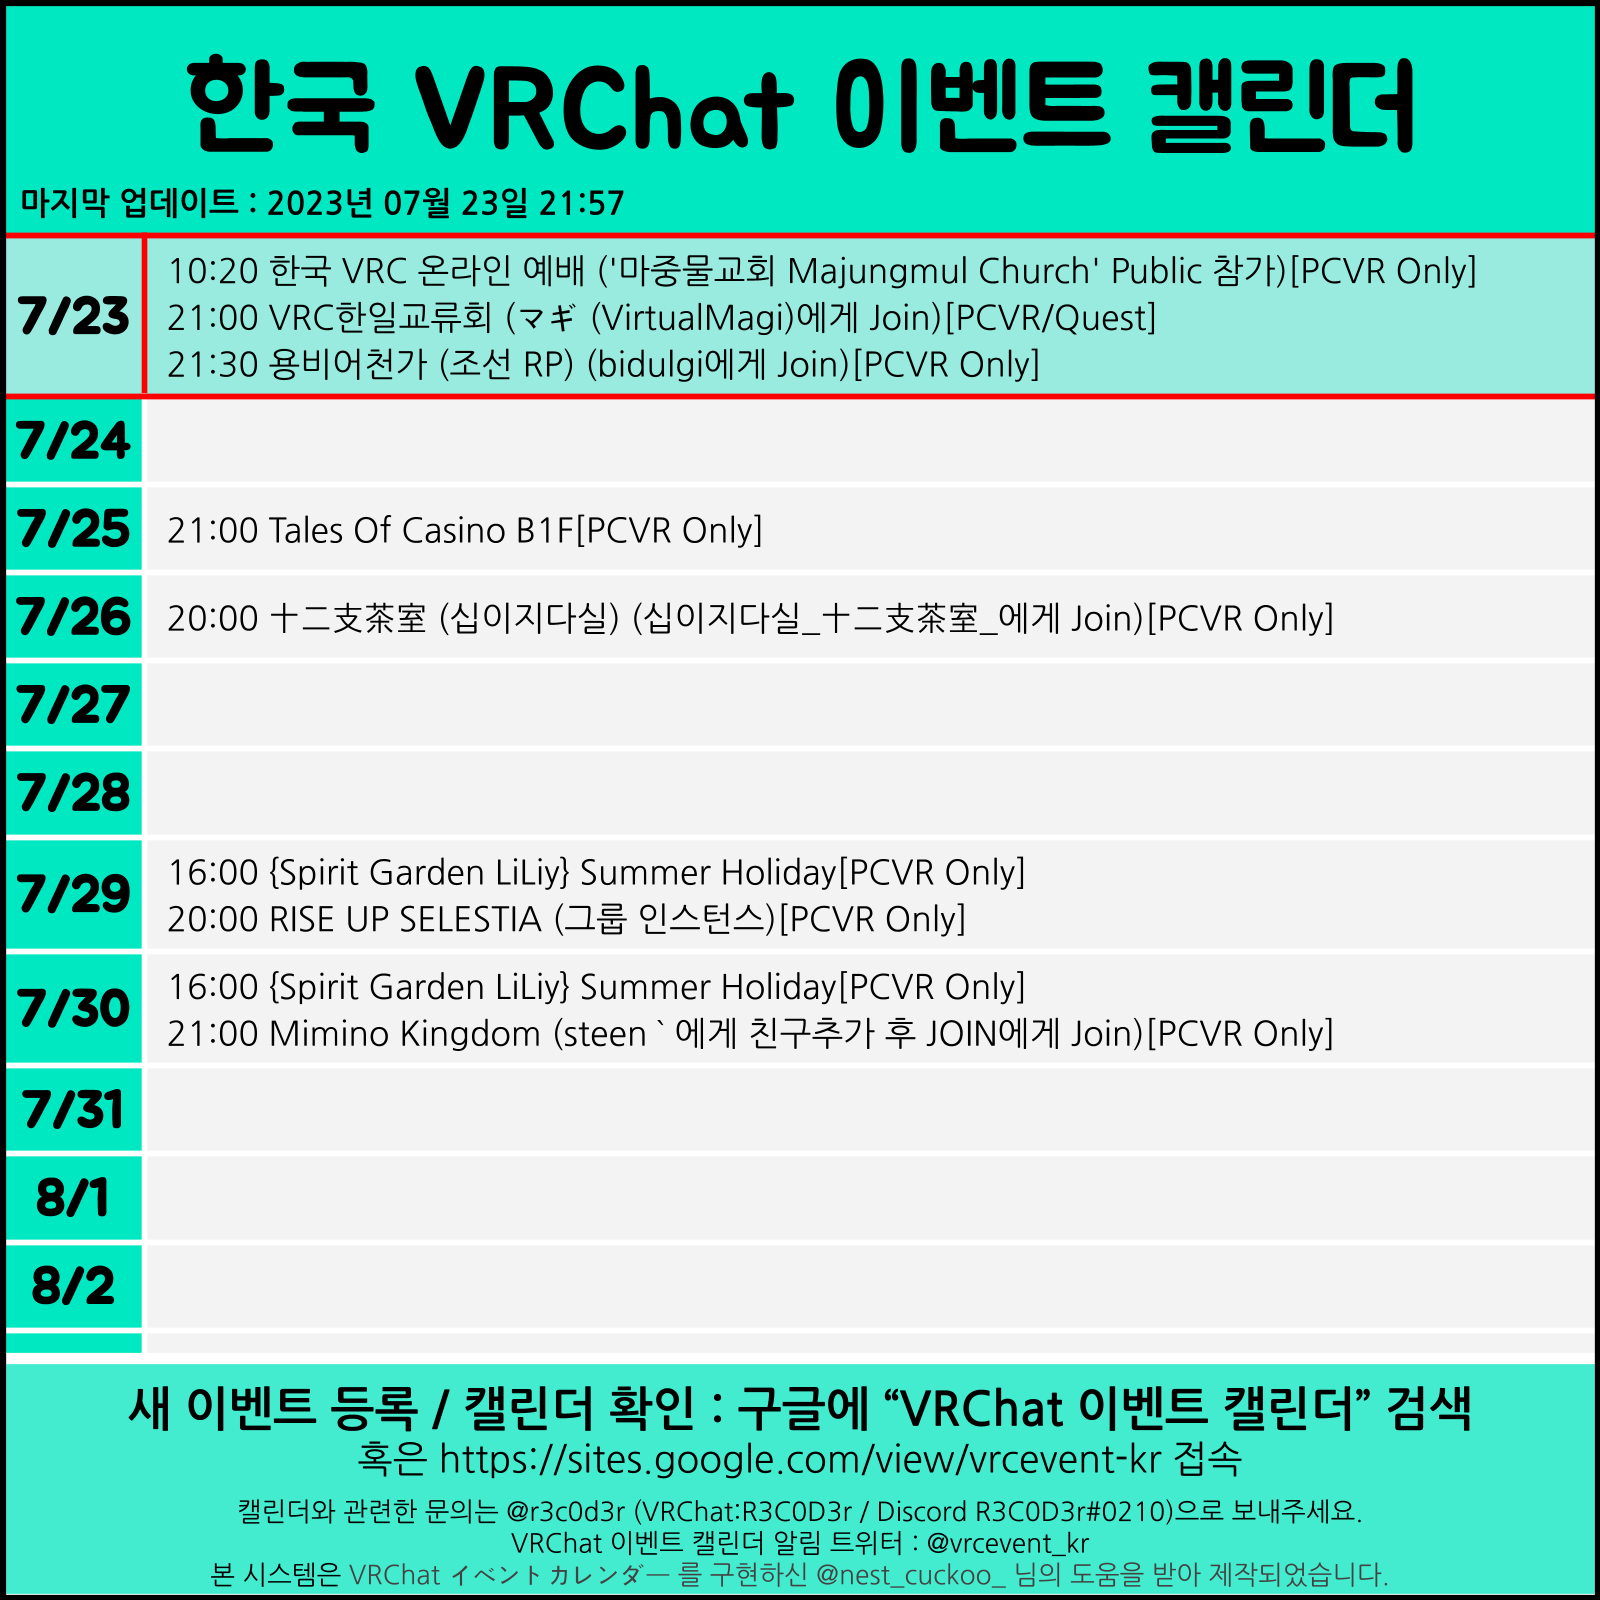 한국 VRChat 이벤트 캘린더
마지막 업데이트 : 2023년 07월 23일 21:57
7/23
10:20 한국 VRC 온라인 예배 ('마중물교회 Majungmul Church' Public 참가)[PCVR Only]
21:00 VRC한일교류회 (マギ (VirtualMagi)에게 Join)[PCVR/Quest]
21:30 용비어천가 (조선 RP) (bidulgi에게 Join)[PCVR Only]
7/24
7/25
21:00 Tales Of Casino B1F[PCVR Only]
7/26
20:00 十二支茶室 (십이지다실) (십이지다실_十二支茶室_에게 Join)[PCVR Only]
7/27
7/28
7/29
16:00 {Spirit Garden LiLiy} Summer Holiday[PCVR Only]
20:00 RISE UP SELESTIA (그룹 인스턴스)[PCVR Only]
7/30
16:00 {Spirit Garden LiLiy} Summer Holiday[PCVR Only]
21:00 Mimino Kingdom (steen ` 에게 친구추가 후 JOIN에게 Join)[PCVR Only]
7/31
8/1
8/2
새 이벤트 등록 / 캘린더 확인 : 구글에 “VRChat 이벤트 캘린더” 검색
혹은 https://sites.google.com/view/vrcevent-kr 접속
캘린더와 관련한 문의는 @r3c0d3r (VRChat:R3C0D3r / Discord R3C0D3r#0210)으로 보내주세요.
VRChat 이벤트 캘린더 알림 트위터 : @vrcevent_kr
본 시스템은 VRChat イベントカレンダー 를 구현하신 @nest_cuckoo_ 님의 도움을 받아 제작되었습니다.